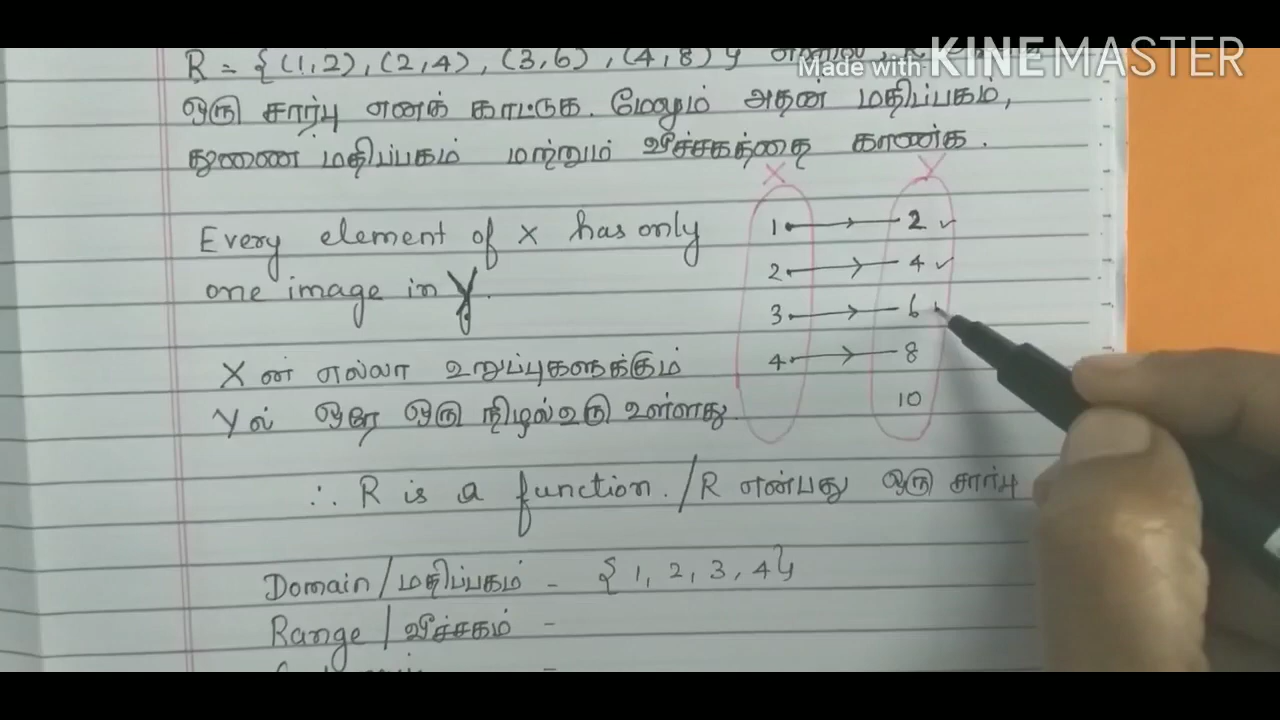 Made with KINEMASTER
R = {(1,2), (2,4), (3,6), (4,8)}
ஒரு சார்பு எனக் காட்டுக. மேலும் அதன் மதிப்பகம்,
துணை மதிப்பகம் மற்றும் வீச்சகத்தை காண்க.
X Y
Every element of x has only
one image in y.
1 2
2 4
3 6
4 8
10
X ன் எல்லா உறுப்புகளுக்கும்
Y ல் ஒரே ஒரு நிழல்உரு உள்ளது.
∴ R is a function. / R என்பது ஒரு சார்பு
Domain / மதிப்பகம் - {1, 2, 3, 4}
Range / வீச்சகம் -